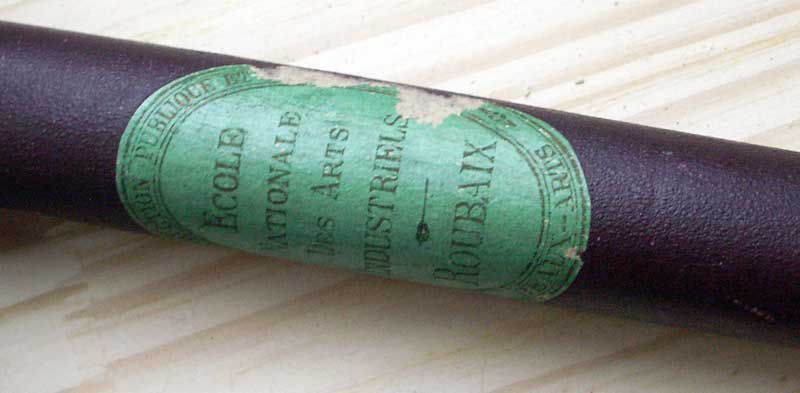 ECOLE
NATIONALE
DES ARTS
INDUSTRIELS
ROUBAIX
PUBLIQUE
ARTS